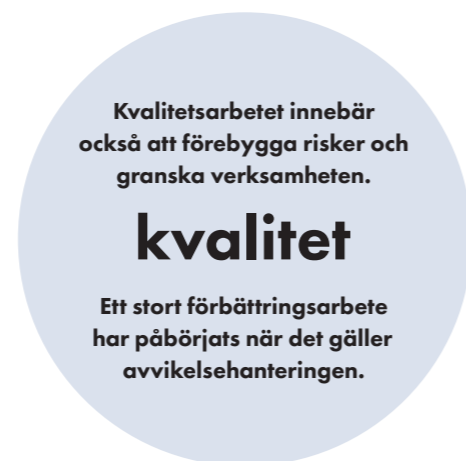 Kvalitetsarbetet innebär
också att förebygga risker och
granska verksamheten.
kvalitet
Ett stort förbättringsarbete
har påbörjats när det gäller
avvikelsehanteringen.